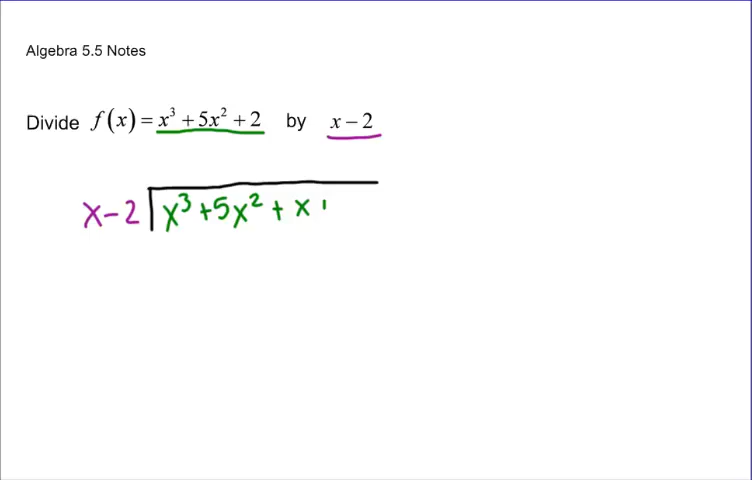 Algebra 5.5 Notes
Divide f(x) = x³ + 5x² + 2 by x − 2
x − 2 x³ + 5x² + x